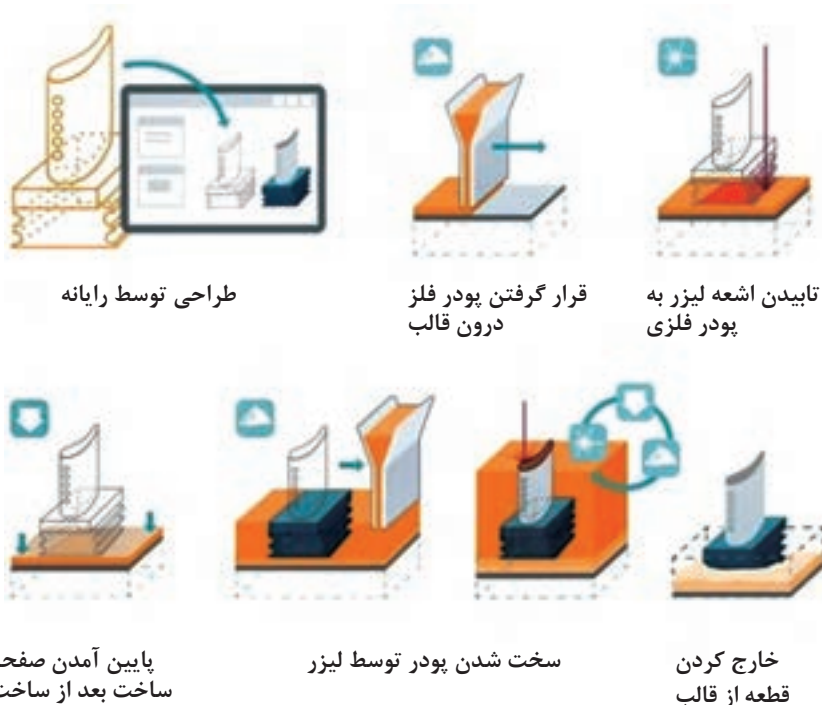 طراحی توسط رایانه
قرار گرفتن پودر فلز
درون قالب
تابیدن اشعه لیزر به
پودر فلزی
پایین آمدن صفح
ساخت بعد از ساخت
سخت شدن پودر توسط لیزر
خارج کردن
قطعه از قالب